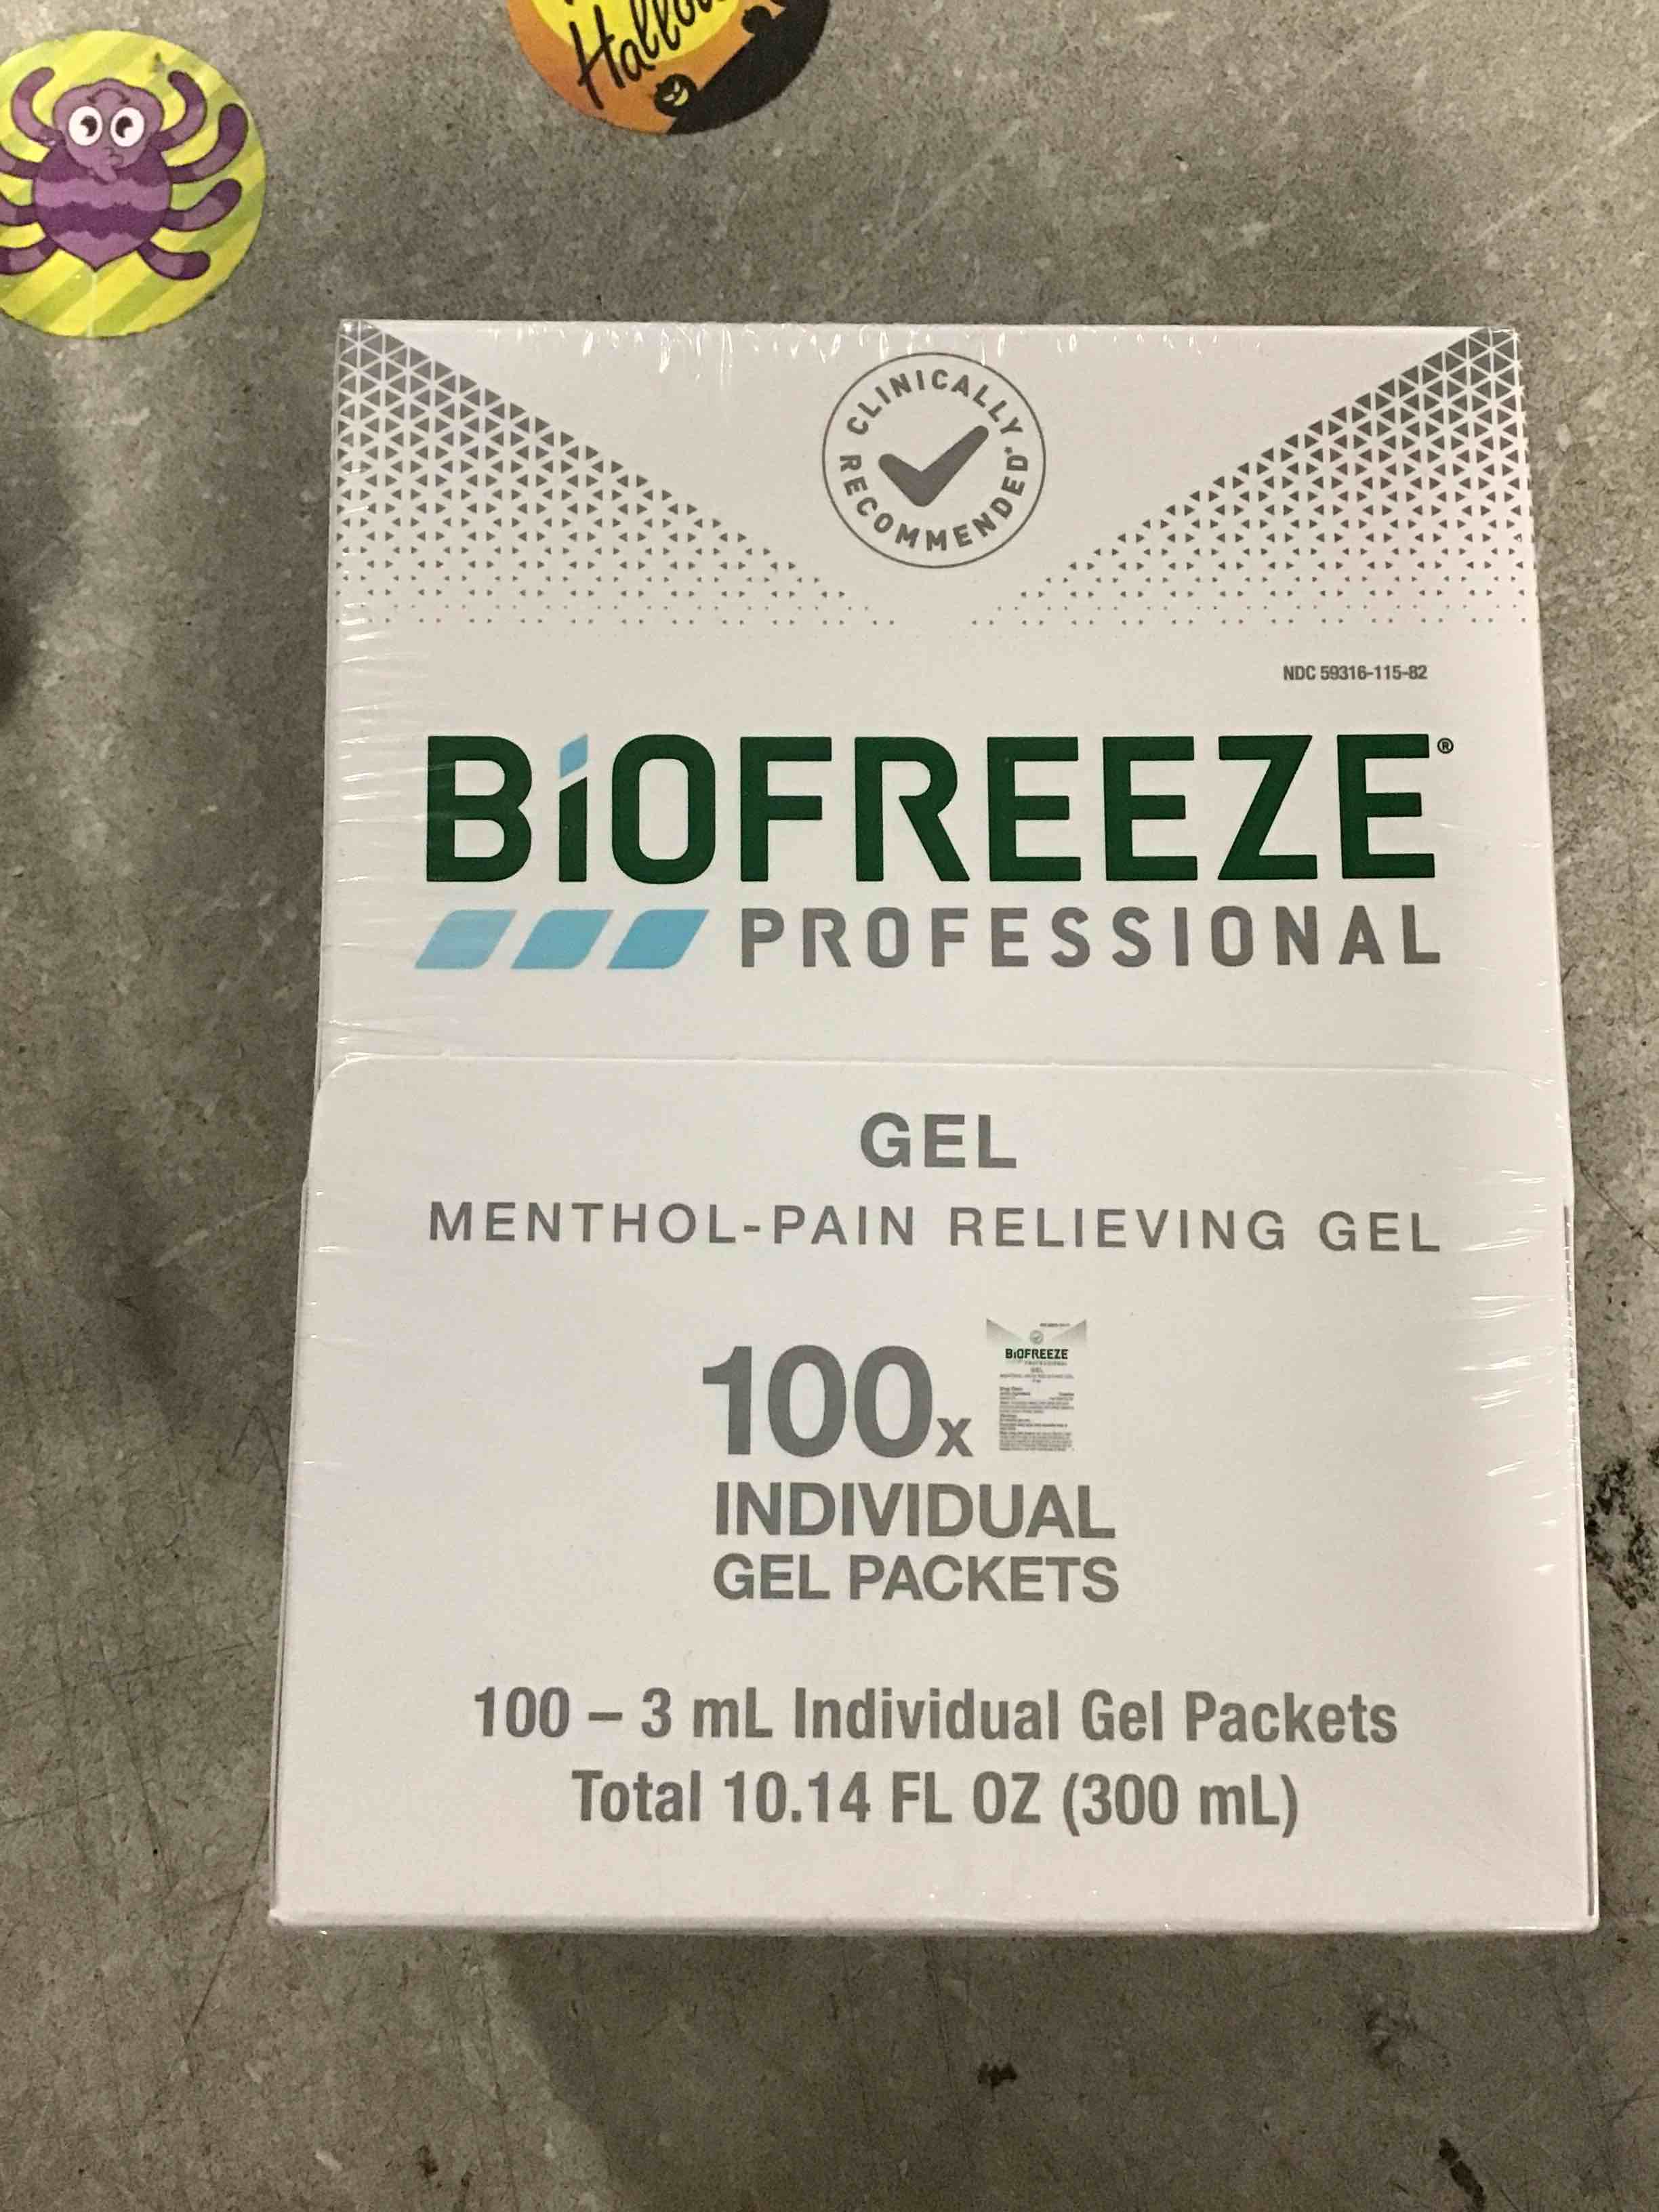 CLINICALLY
RECOMMENDED*
NDC 59316-115-82
BiOFREEZE®
PROFESSIONAL
GEL
MENTHOL-PAIN RELIEVING GEL
100x
BiOFREEZE
INDIVIDUAL
GEL PACKETS
100 – 3 mL Individual Gel Packets
Total 10.14 FL OZ (300 mL)